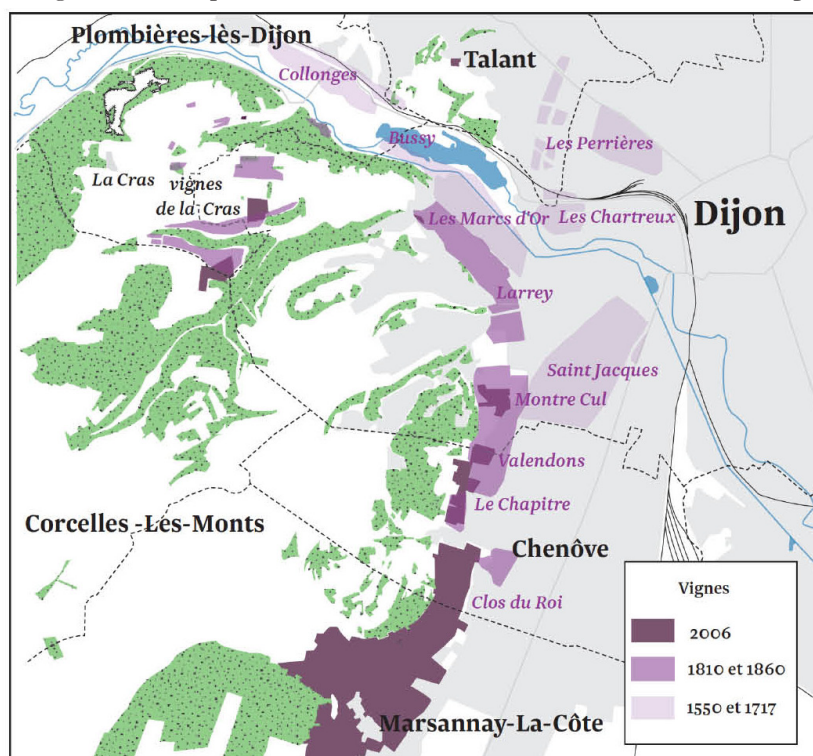 Plombières-lès-Dijon
Talant
Collonges
Bussy
Les Perrières
La Cras
vignes
de la Cras
Les Marcs d'Or
Les Chartreux
Dijon
Larrey
Saint Jacques
Montre Cul
Valendons
Le Chapitre
Corcelles -Les-Monts
Chenôve
Clos du Roi
Marsannay-La-Côte
Vignes
2006
1810 et 1860
1550 et 1717